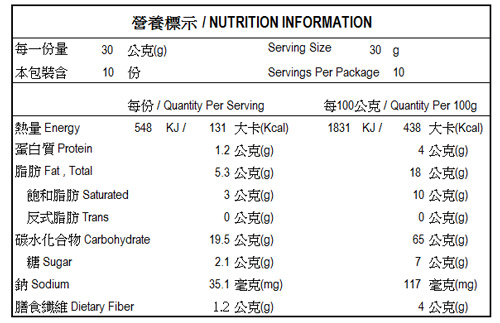 營養標示 / NUTRITION INFORMATION
每一份量 30 公克(g) Serving Size 30 g
本包裝含 10 份 Servings Per Package 10
每份 / Quantity Per Serving 每100公克 / Quantity Per 100g
熱量 Energy 548 KJ / 131 大卡(Kcal) 1831 KJ / 438 大卡(Kcal)
蛋白質 Protein 1.2 公克(g) 4 公克(g)
脂肪 Fat , Total 5.3 公克(g) 18 公克(g)
飽和脂肪 Saturated 3 公克(g) 10 公克(g)
反式脂肪 Trans 0 公克(g) 0 公克(g)
碳水化合物 Carbohydrate 19.5 公克(g) 65 公克(g)
糖 Sugar 2.1 公克(g) 7 公克(g)
鈉 Sodium 35.1 毫克(mg) 117 毫克(mg)
膳食纖維 Dietary Fiber 1.2 公克(g) 4 公克(g)